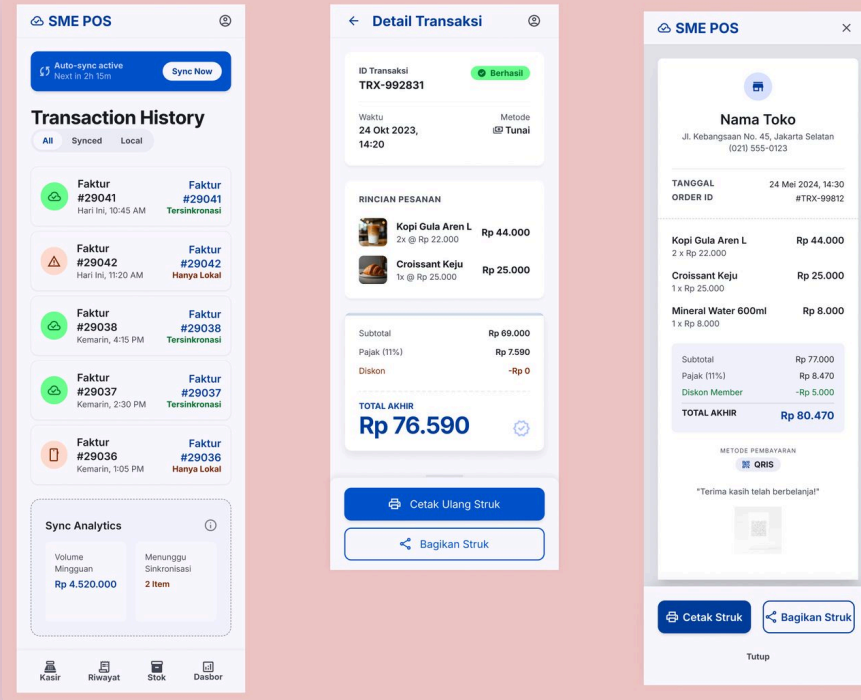 SME POS
Auto-sync active
Next in 2h 15m
Sync Now
Transaction History
All Synced Local
Faktur #29041
Hari Ini, 10:45 AM
Faktur #29041
Tersinkronasi
Faktur #29042
Hari Ini, 11:20 AM
Faktur #29042
Hanya Lokal
Faktur #29038
Kemarin, 4:15 PM
Faktur #29038
Tersinkronasi
Faktur #29037
Kemarin, 2:30 PM
Faktur #29037
Tersinkronasi
Faktur #29036
Kemarin, 1:05 PM
Faktur #29036
Hanya Lokal
Sync Analytics
Volume Mingguan
Rp 4.520.000
Menunggu Sinkronisasi
2 Item
Kasir Riwayat Stok Dasbor
Detail Transaksi
ID Transaksi
TRX-992831
Berhasil
Waktu
24 Okt 2023, 14:20
Metode
Tunai
RINCIAN PESANAN
Kopi Gula Aren L
2x @ Rp 22.000
Rp 44.000
Croissant Keju
1x @ Rp 25.000
Rp 25.000
Subtotal Rp 69.000
Pajak (11%) Rp 7.590
Diskon -Rp 0
TOTAL AKHIR
Rp 76.590
Cetak Ulang Struk
Bagikan Struk
SME POS
Nama Toko
Jl. Kebangsaan No. 45, Jakarta Selatan
(021) 555-0123
TANGGAL 24 Mei 2024, 14:30
ORDER ID #TRX-99812
Kopi Gula Aren L Rp 44.000
2 x Rp 22.000
Croissant Keju Rp 25.000
1 x Rp 25.000
Mineral Water 600ml Rp 8.000
1 x Rp 8.000
Subtotal Rp 77.000
Pajak (11%) Rp 8.470
Diskon Member -Rp 5.000
TOTAL AKHIR Rp 80.470
METODE PEMBAYARAN
QRIS
"Terima kasih telah berbelanja!"
Cetak Struk
Bagikan Struk
Tutup